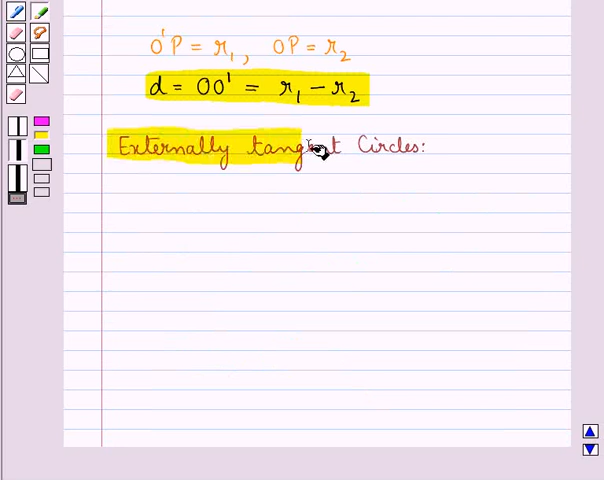 O'P = r₁, OP = r₂
d = OO' = r₁ - r₂
Externally tangent Circles: